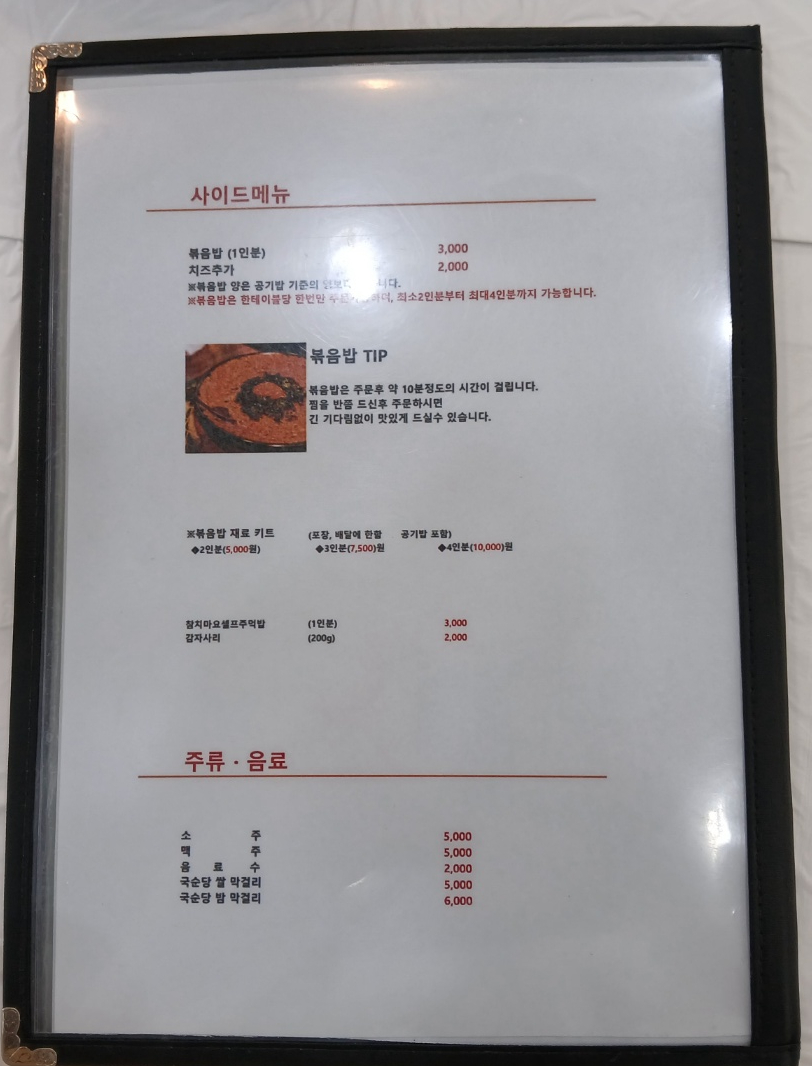 사이드메뉴
볶음밥 (1인분) 3,000
치즈추가 2,000
※볶음밥 양은 공기밥 기준의
※볶음밥은 한테이블당 한번만 최소2인분부터 최대4인분까지 가능합니다.
볶음밥 TIP
볶음밥은 주문후 약 10분정도의 시간이 걸립니다.
찜을 반쯤 드신후 주문하시면
긴 기다림없이 맛있게 드실수 있습니다.
※볶음밥 재료 키트 (포장, 배달에 한함 공기밥 포함)
◆2인분(5,000원) ◆3인분(7,500)원 ◆4인분(10,000)원
참치마요셀프주먹밥 (1인분) 3,000
감자사리 (200g) 2,000
주류 · 음료
소 주 5,000
맥 주 5,000
음 료 수 2,000
국순당 쌀 막걸리 5,000
국순당 밤 막걸리 6,000